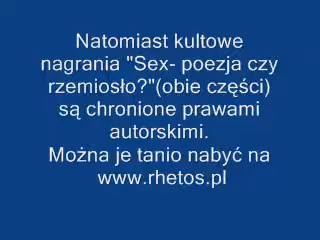 Natomiast kultowe
nagrania "Sex- poezja czy
rzemiosło?"(obie części)
są chronione prawami
autorskimi.
Można je tanio nabyć na
www.rhetos.pl